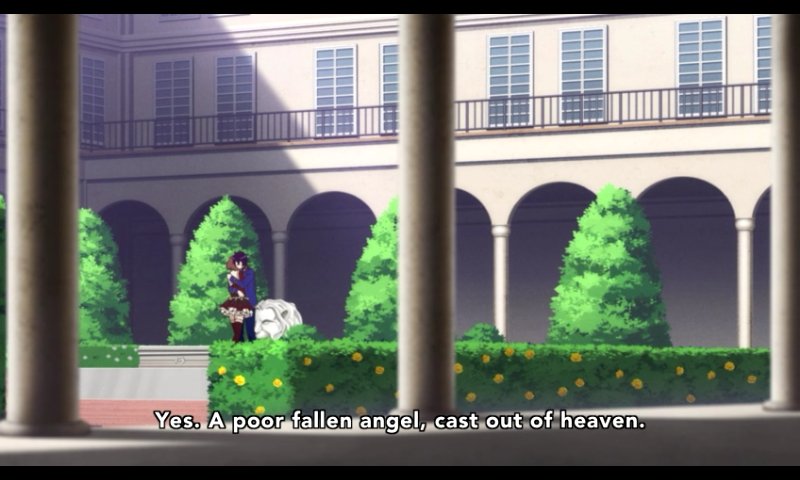 Yes. A poor fallen angel, cast out of heaven.